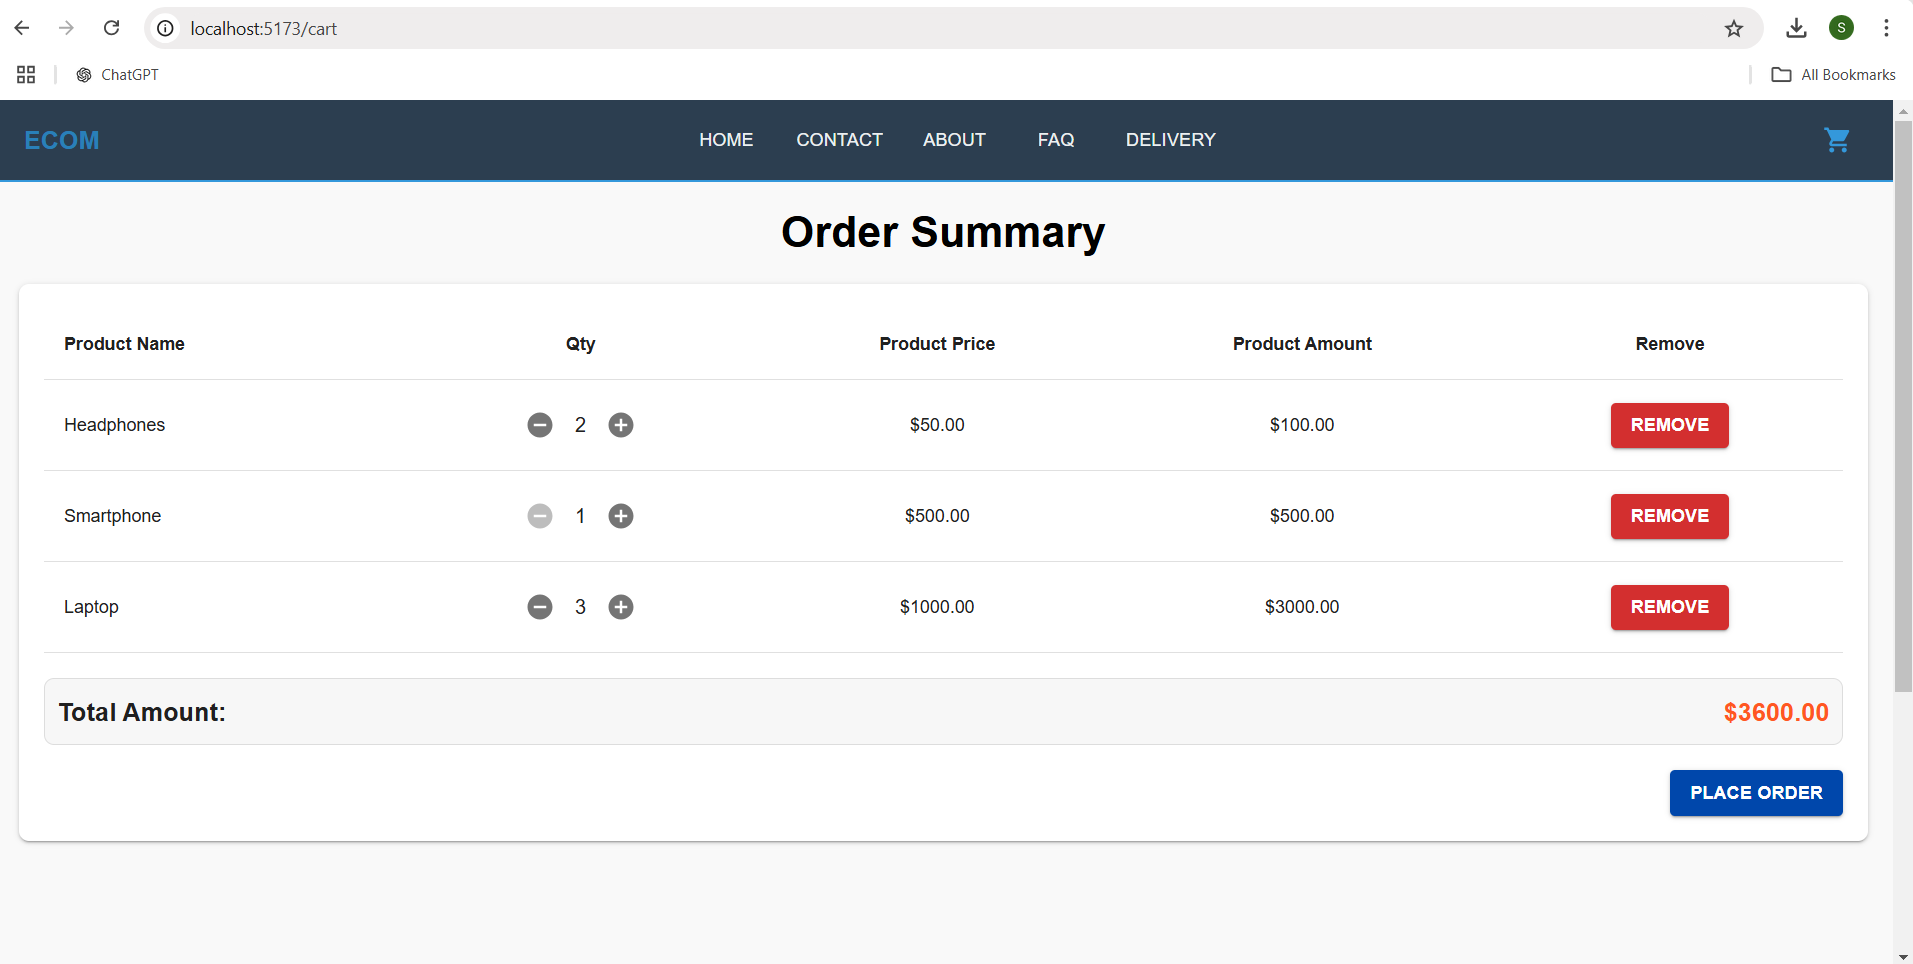 localhost:5173/cart
S
ChatGPT
All Bookmarks
ECOM HOME CONTACT ABOUT FAQ DELIVERY
Order Summary
Product Name Qty Product Price Product Amount Remove
Headphones 2 $50.00 $100.00 REMOVE
Smartphone 1 $500.00 $500.00 REMOVE
Laptop 3 $1000.00 $3000.00 REMOVE
Total Amount: $3600.00
PLACE ORDER